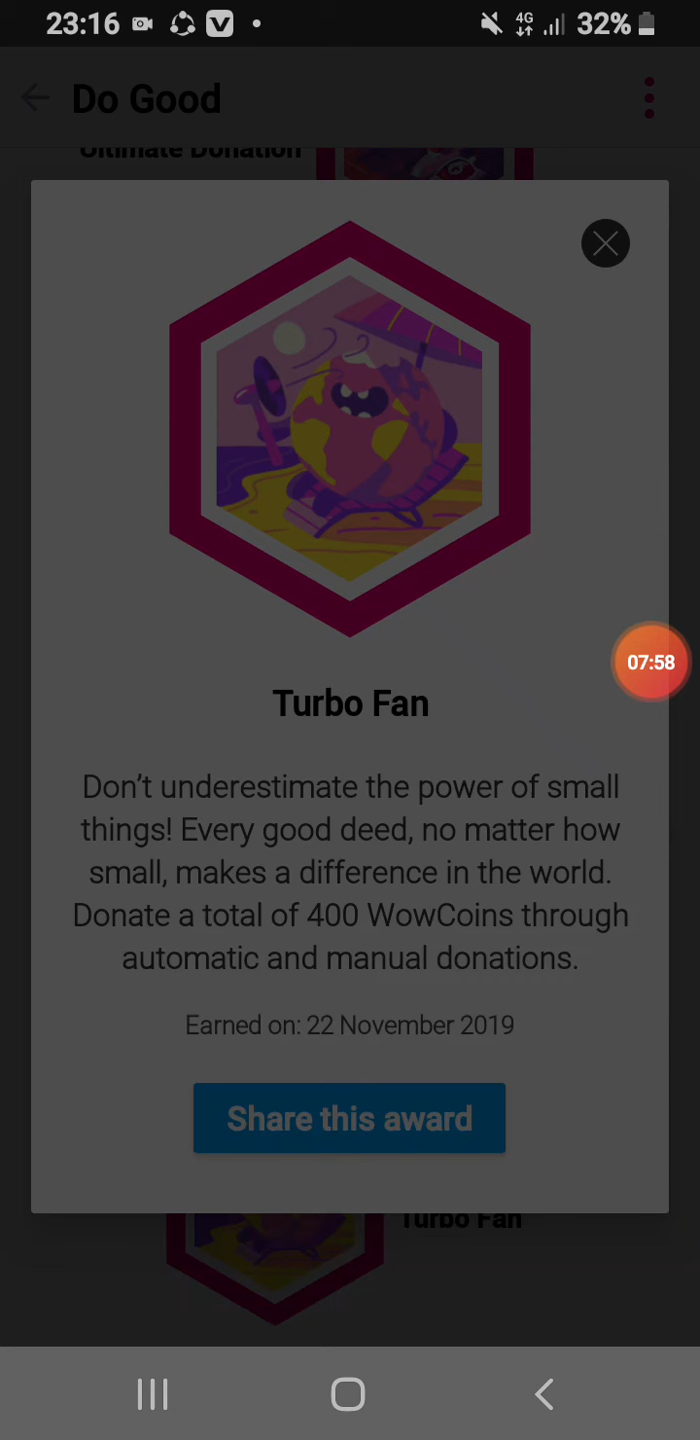 23:16 4G 32%
Do Good
Ultimate Donation
07:58
Turbo Fan
Don’t underestimate the power of small
things! Every good deed, no matter how
small, makes a difference in the world.
Donate a total of 400 WowCoins through
automatic and manual donations.
Earned on: 22 November 2019
Share this award
Turbo Fan